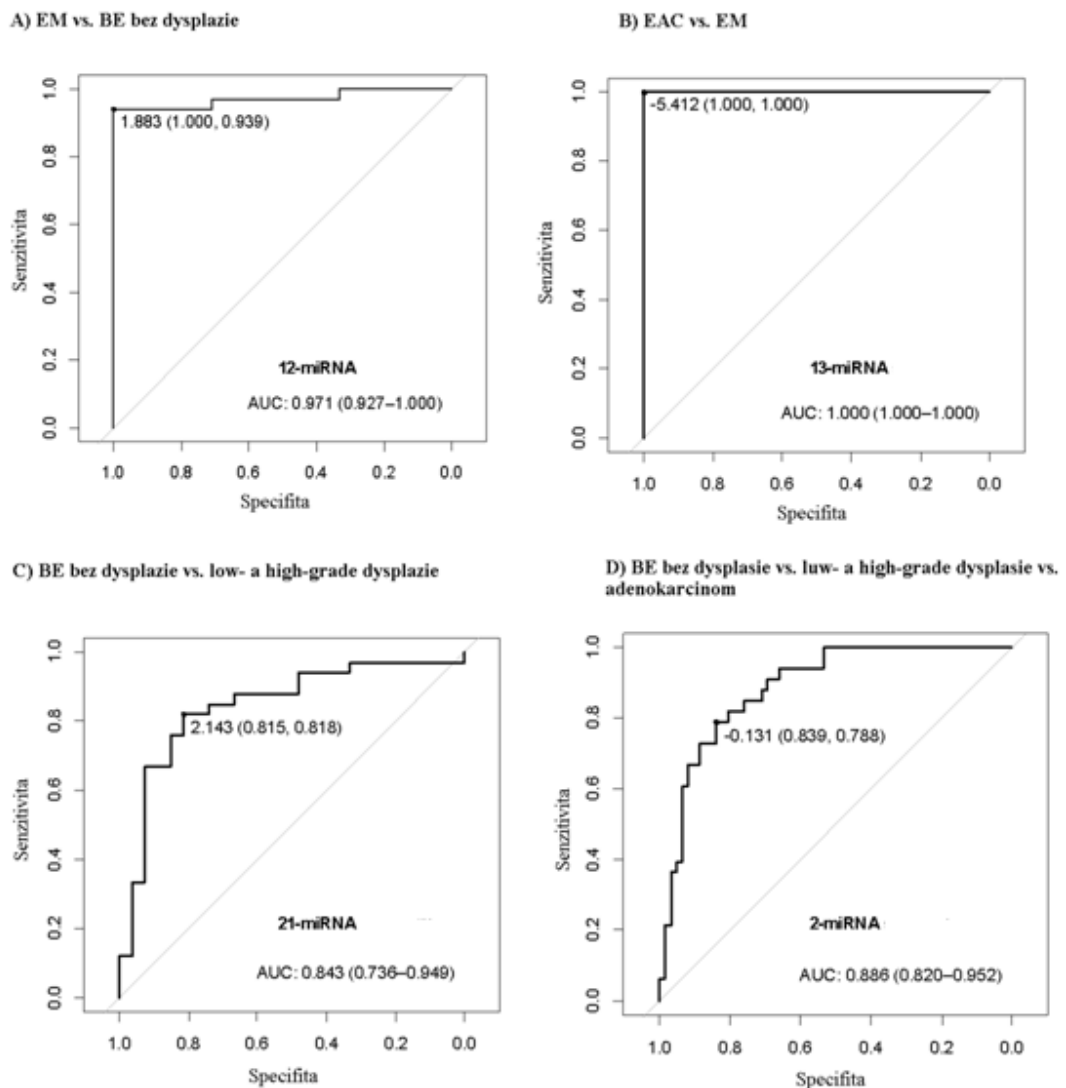 A) EM vs. BE bez dysplazie
B) EAC vs. EM
Senzitivita
1.0
0.8
0.6
0.4
0.2
0.0
1.883 (1.000, 0.939)
12-miRNA
AUC: 0.971 (0.927–1.000)
1.0 0.8 0.6 0.4 0.2 0.0
Specifita
Senzitivita
1.0
0.8
0.6
0.4
0.2
0.0
-5.412 (1.000, 1.000)
13-miRNA
AUC: 1.000 (1.000–1.000)
1.0 0.8 0.6 0.4 0.2 0.0
Specifita
C) BE bez dysplazie vs. low- a high-grade dysplazie
D) BE bez dysplasie vs. luw- a high-grade dysplasie vs.
adenokarcinom
Senzitivita
1.0
0.8
0.6
0.4
0.2
0.0
2.143 (0.815, 0.818)
21-miRNA
AUC: 0.843 (0.736–0.949)
1.0 0.8 0.6 0.4 0.2 0.0
Specifita
Senzitivita
1.0
0.8
0.6
0.4
0.2
0.0
-0.131 (0.839, 0.788)
2-miRNA
AUC: 0.886 (0.820–0.952)
1.0 0.8 0.6 0.4 0.2 0.0
Specifita